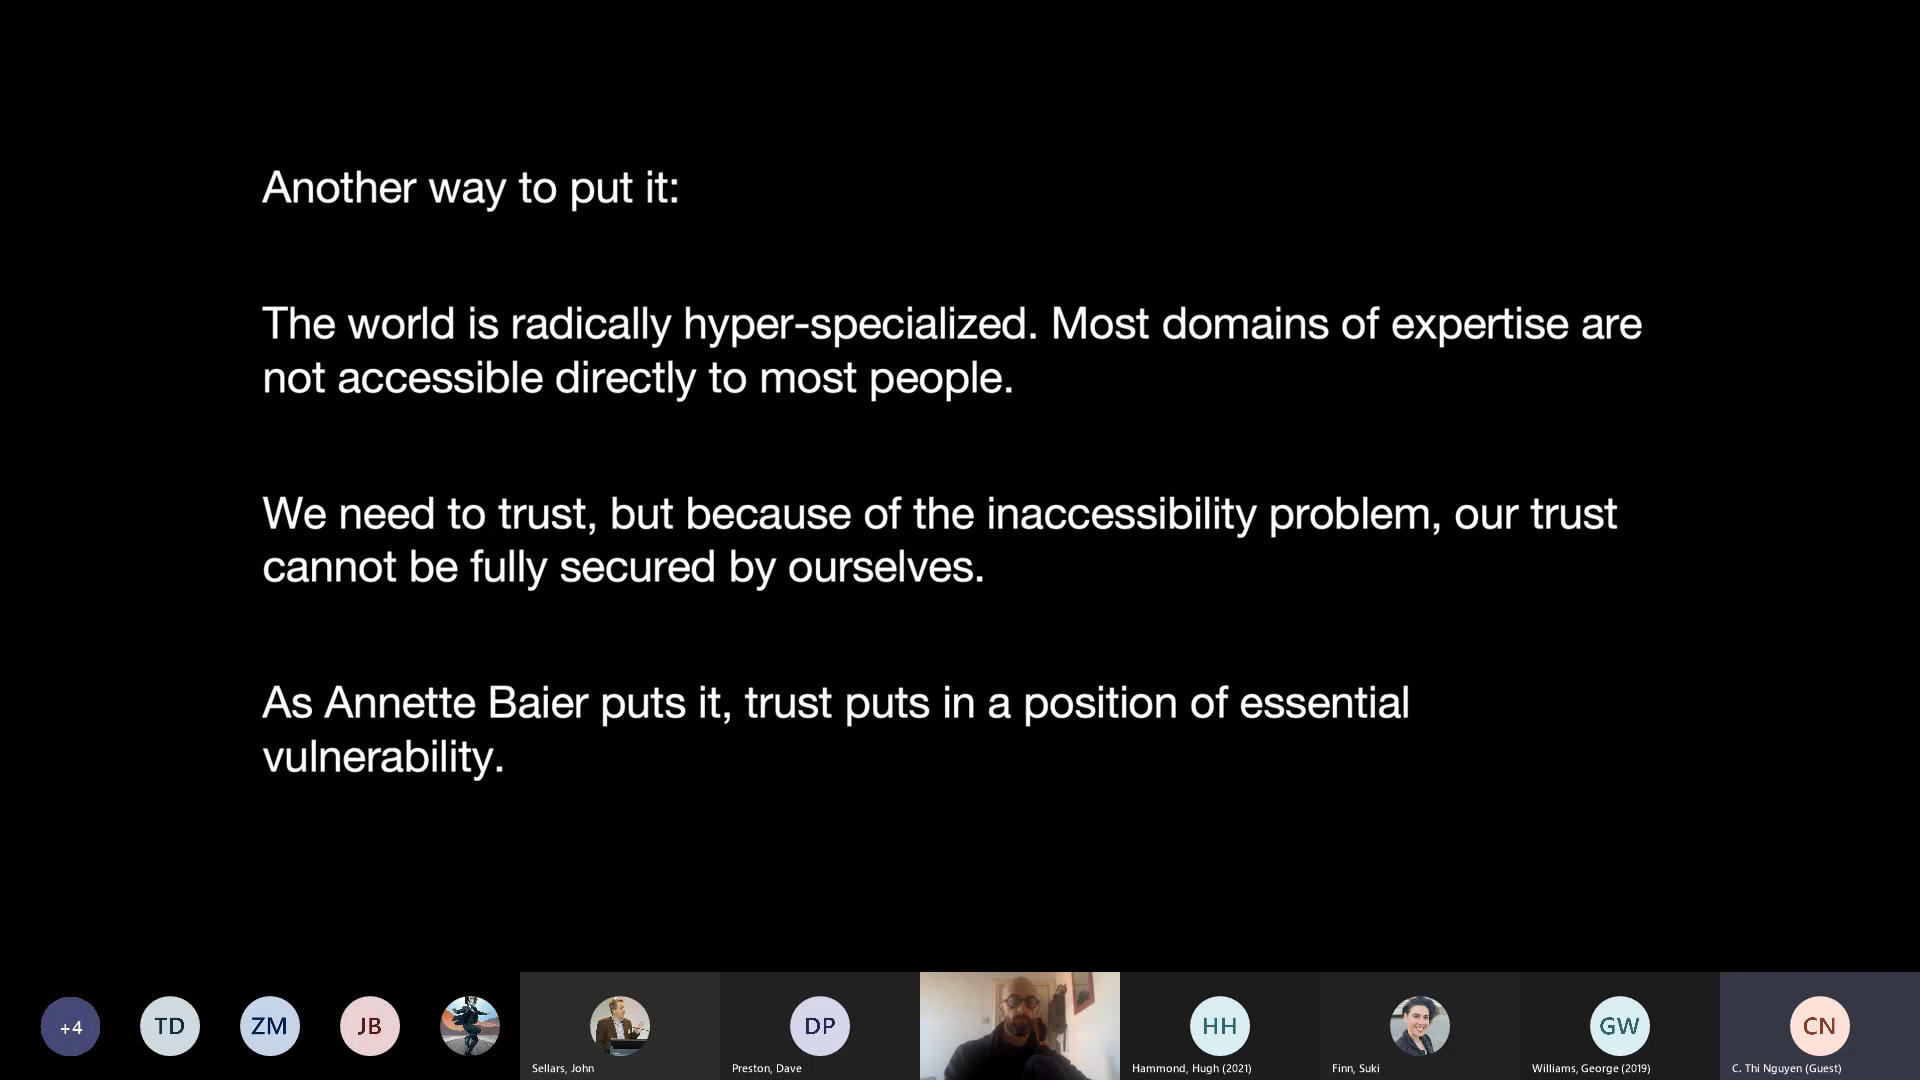 Another way to put it:
The world is radically hyper-specialized. Most domains of expertise are
not accessible directly to most people.
We need to trust, but because of the inaccessibility problem, our trust
cannot be fully secured by ourselves.
As Annette Baier puts it, trust puts in a position of essential
vulnerability.
+4
TD
ZM
JB
Sellars, John
DP
Preston, Dave
HH
Hammond, Hugh (2021)
Finn, Suki
GW
Williams, George (2019)
CN
C. Thi Nguyen (Guest)